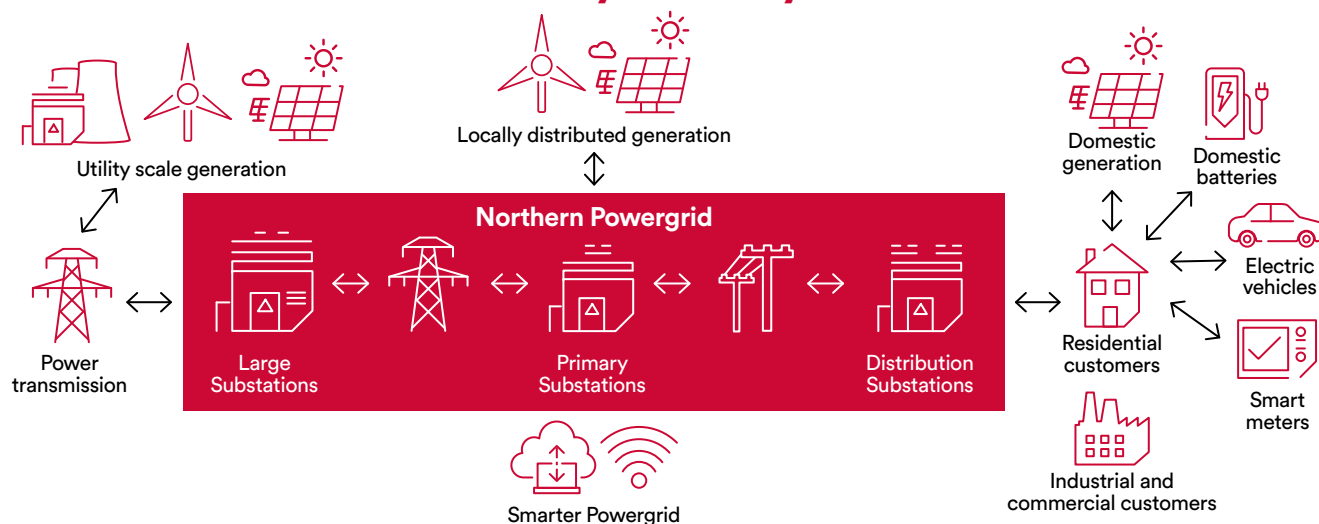 Utility scale generation
Locally distributed generation
Domestic
generation
Domestic
batteries
Northern Powergrid
Electric
vehicles
Power
transmission
Large
Substations
Primary
Substations
Distribution
Substations
Residential
customers
Smart
meters
Smarter Powergrid
Industrial and
commercial customers